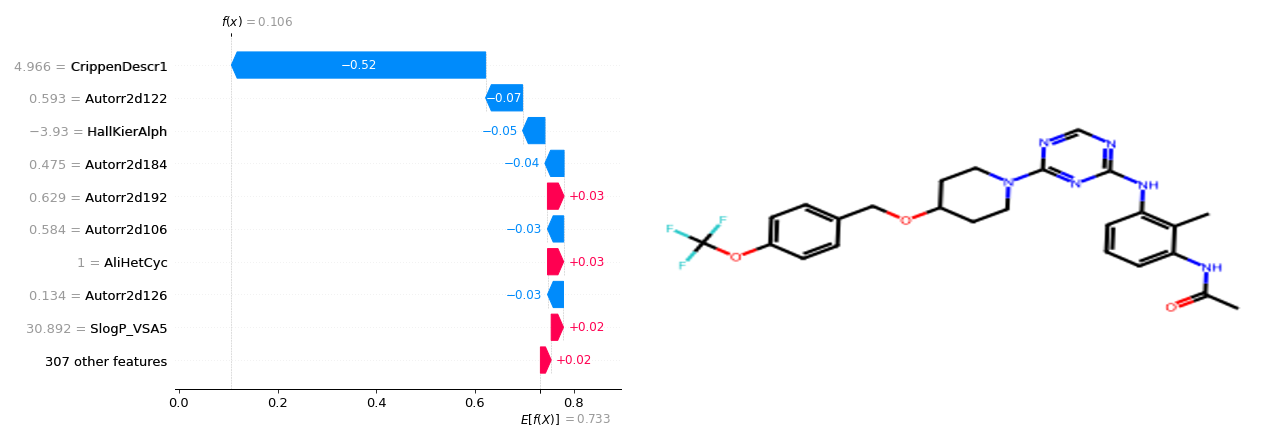 f(x) = 0.106
4.966 = CrippenDescr1
−0.52
0.593 = Autorr2d122
−0.07
−3.93 = HallKierAlph
−0.05
0.475 = Autorr2d184
−0.04
0.629 = Autorr2d192
+0.03
0.584 = Autorr2d106
−0.03
1 = AliHetCyc
+0.03
0.134 = Autorr2d126
−0.03
30.892 = SlogP_VSA5
+0.02
307 other features
+0.02
0.0 0.2 0.4 0.6 0.8
E[f(X)] = 0.733
N N
N N NH
F F O
F O
NH
O